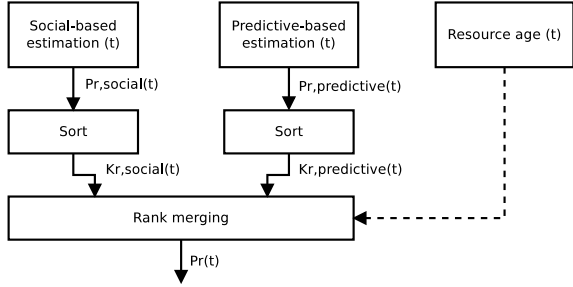 Social-based
estimation (t)
Predictive-based
estimation (t)
Resource age (t)
Pr,social(t)
Pr,predictive(t)
Sort
Sort
Kr,social(t)
Kr,predictive(t)
Rank merging
Pr(t)